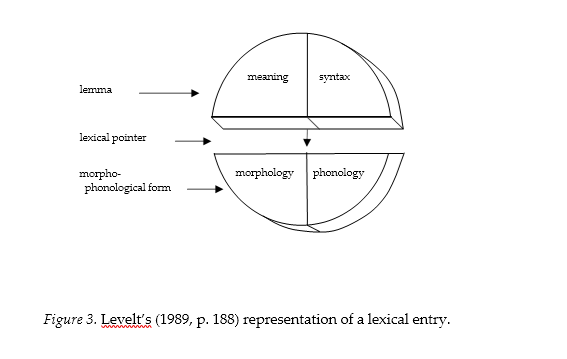 meaning syntax
lemma
lexical pointer
morpho-
phonological form
morphology phonology
Figure 3. Levelt's (1989, p. 188) representation of a lexical entry.